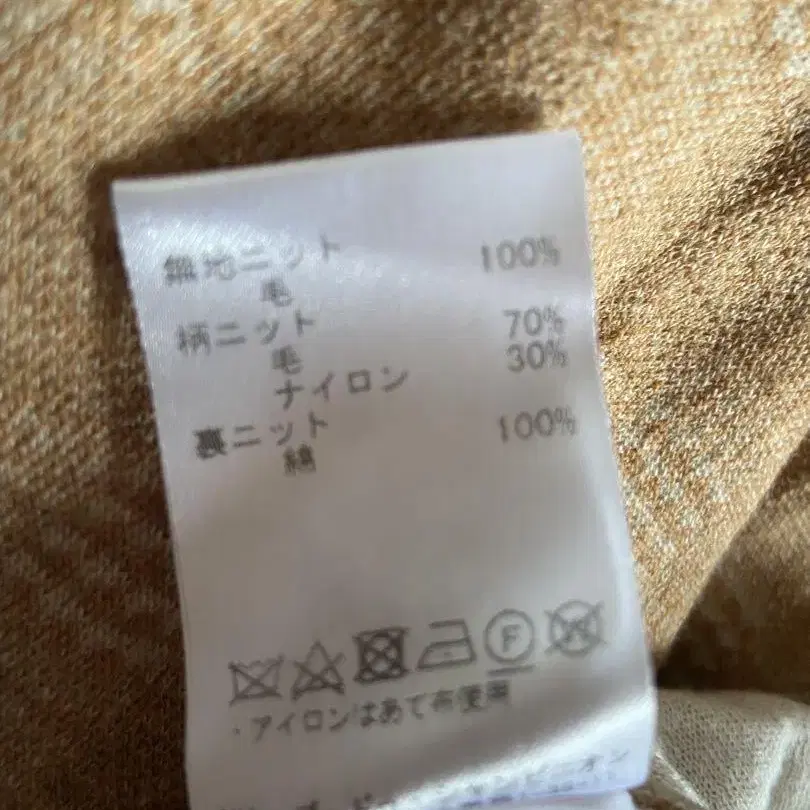 無地ニット
毛 100%
柄ニット
毛 70%
ナイロン 30%
裏ニット
綿 100%
F
・アイロンはあて布使用